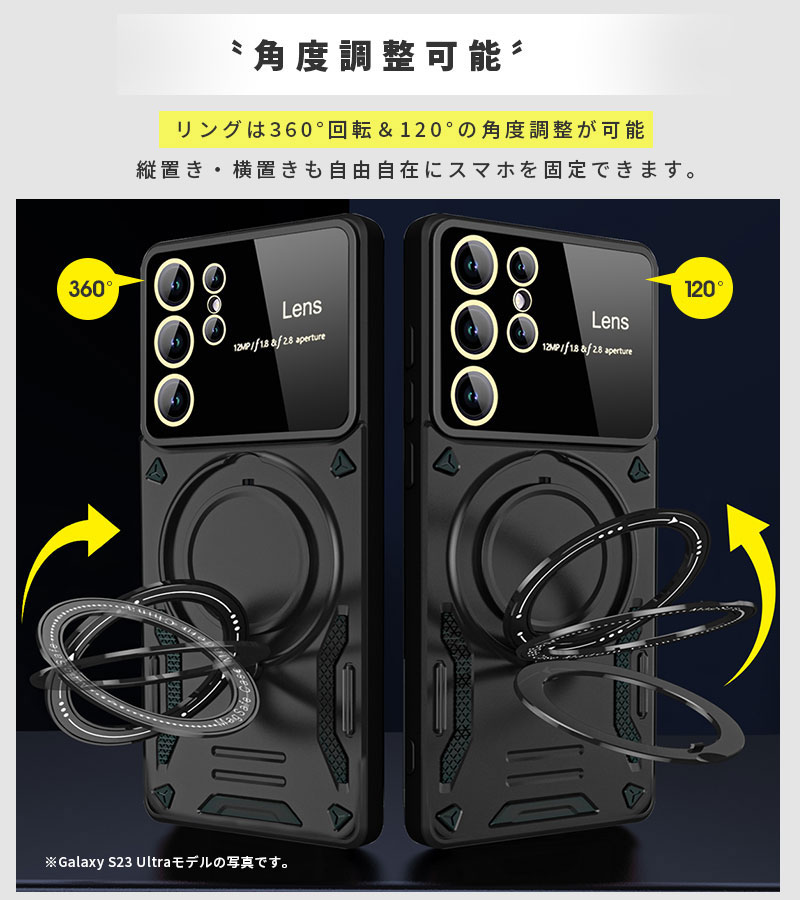 〝角度調整可能〞
リングは360°回転＆120°の角度調整が可能
縦置き・横置きも自由自在にスマホを固定できます。
360°
120°
Lens
12MP/f1.8 &f2.8 aperture
Lens
12MP/f1.8 &f2.8 aperture
※Galaxy S23 Ultraモデルの写真です。